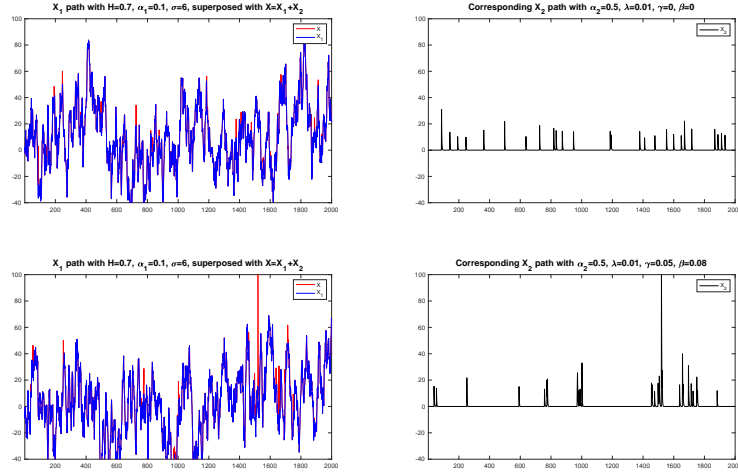 X₁ path with H=0.7, α₁=0.1, σ=6, superposed with X=X₁+X₂
100
80
60
40
20
0
-20
-40
200 400 600 800 1000 1200 1400 1600 1800 2000
X
X₁
Corresponding X₂ path with α₂=0.5, λ=0.01, γ=0, β=0
100
80
60
40
20
0
-20
-40
200 400 600 800 1000 1200 1400 1600 1800 2000
X₂
X₁ path with H=0.7, α₁=0.1, σ=6, superposed with X=X₁+X₂
100
80
60
40
20
0
-20
-40
200 400 600 800 1000 1200 1400 1600 1800 2000
X
X₁
Corresponding X₂ path with α₂=0.5, λ=0.01, γ=0.05, β=0.08
100
80
60
40
20
0
-20
-40
200 400 600 800 1000 1200 1400 1600 1800 2000
X₂